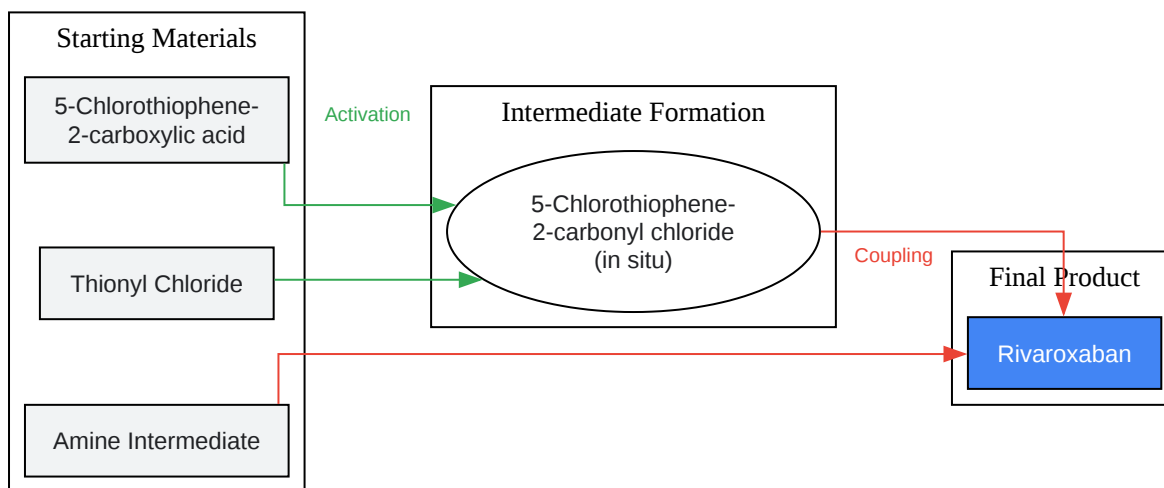 Starting Materials
5-Chlorothiophene-
2-carboxylic acid
Activation
Intermediate Formation
5-Chlorothiophene-
2-carbonyl chloride
(in situ)
Thionyl Chloride
Coupling
Final Product
Rivaroxaban
Amine Intermediate